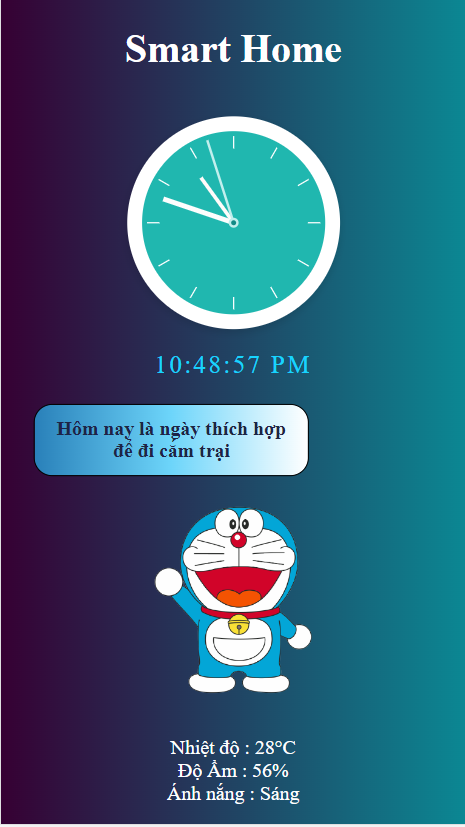 Smart Home
10:48:57 PM
Hôm nay là ngày thích hợp
để đi cắm trại
Nhiệt độ : 28°C
Độ Ẩm : 56%
Ánh nắng : Sáng